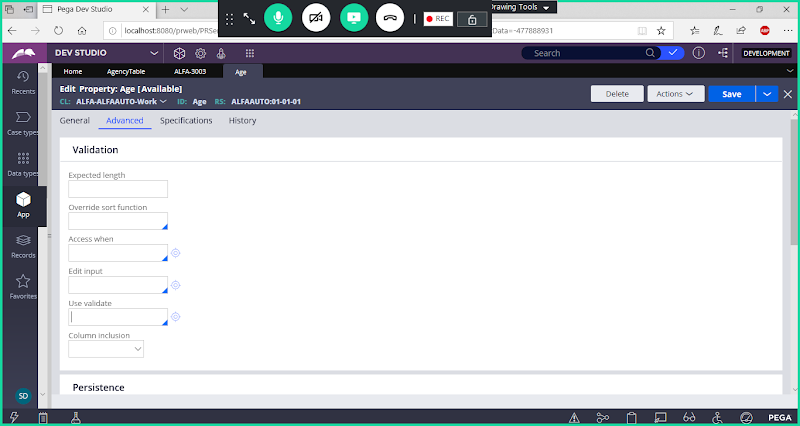 Pega Dev Studio
Drawing Tools
REC
localhost:8080/prweb/PRSe
Data=-477888931
ABP
DEV STUDIO
Search
DEVELOPMENT
Home
AgencyTable
ALFA-3003
Age
Recents
Case types
Data types
App
Records
Favorites
SD
Edit Property: Age [Available]
CL: ALFA-ALFAAUTO-Work
ID: Age
RS: ALFAAUTO:01-01-01
Delete
Actions
Save
General
Advanced
Specifications
History
Validation
Expected length
Override sort function
Access when
Edit input
Use validate
Column inclusion
Persistence
PEGA